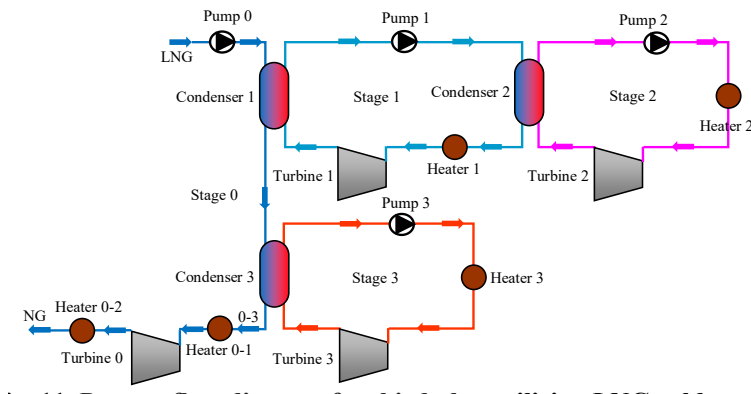 Pump 0
Pump 1
Pump 2
LNG
Condenser 1
Stage 1
Condenser 2
Stage 2
Heater 2
Turbine 1
Heater 1
Turbine 2
Stage 0
Pump 3
Condenser 3
Stage 3
Heater 3
NG
Heater 0-2
0-3
Turbine 0
Heater 0-1
Turbine 3